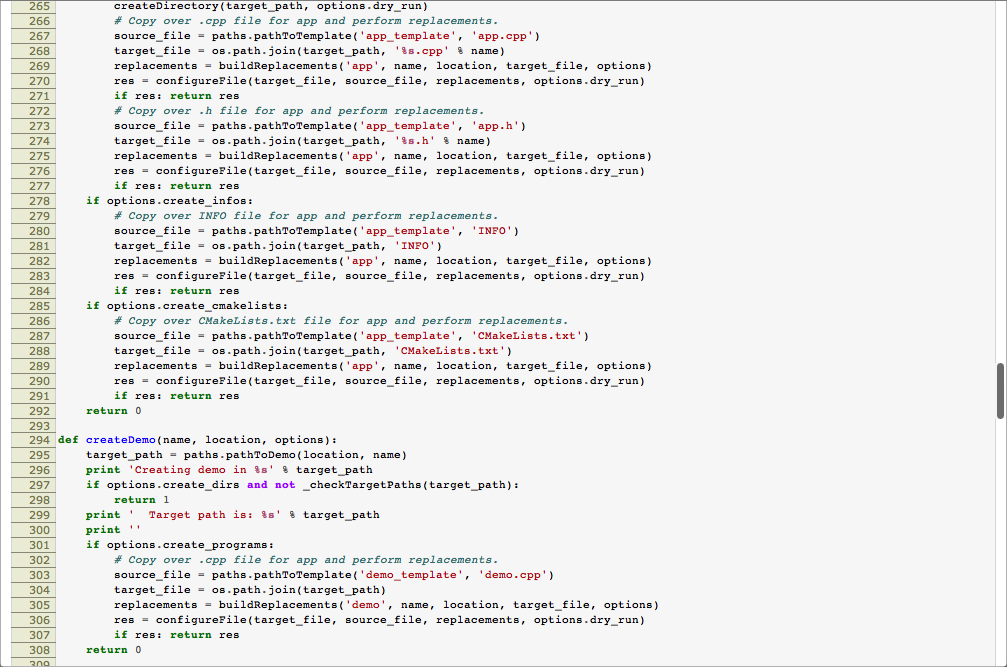 265         createDirectory(target_path, options.dry_run)
266         # Copy over .cpp file for app and perform replacements.
267         source_file = paths.pathToTemplate('app_template', 'app.cpp')
268         target_file = os.path.join(target_path, '%s.cpp' % name)
269         replacements = buildReplacements('app', name, location, target_file, options)
270         res = configureFile(target_file, source_file, replacements, options.dry_run)
271         if res: return res
272         # Copy over .h file for app and perform replacements.
273         source_file = paths.pathToTemplate('app_template', 'app.h')
274         target_file = os.path.join(target_path, '%s.h' % name)
275         replacements = buildReplacements('app', name, location, target_file, options)
276         res = configureFile(target_file, source_file, replacements, options.dry_run)
277         if res: return res
278     if options.create_infos:
279         # Copy over INFO file for app and perform replacements.
280         source_file = paths.pathToTemplate('app_template', 'INFO')
281         target_file = os.path.join(target_path, 'INFO')
282         replacements = buildReplacements('app', name, location, target_file, options)
283         res = configureFile(target_file, source_file, replacements, options.dry_run)
284         if res: return res
285     if options.create_cmakelists:
286         # Copy over CMakeLists.txt file for app and perform replacements.
287         source_file = paths.pathToTemplate('app_template', 'CMakeLists.txt')
288         target_file = os.path.join(target_path, 'CMakeLists.txt')
289         replacements = buildReplacements('app', name, location, target_file, options)
290         res = configureFile(target_file, source_file, replacements, options.dry_run)
291         if res: return res
292     return 0
293
294 def createDemo(name, location, options):
295     target_path = paths.pathToDemo(location, name)
296     print 'Creating demo in %s' % target_path
297     if options.create_dirs and not _checkTargetPaths(target_path):
298         return 1
299     print '  Target path is: %s' % target_path
300     print ''
301     if options.create_programs:
302         # Copy over .cpp file for app and perform replacements.
303         source_file = paths.pathToTemplate('demo_template', 'demo.cpp')
304         target_file = os.path.join(target_path)
305         replacements = buildReplacements('demo', name, location, target_file, options)
306         res = configureFile(target_file, source_file, replacements, options.dry_run)
307         if res: return res
308     return 0
309